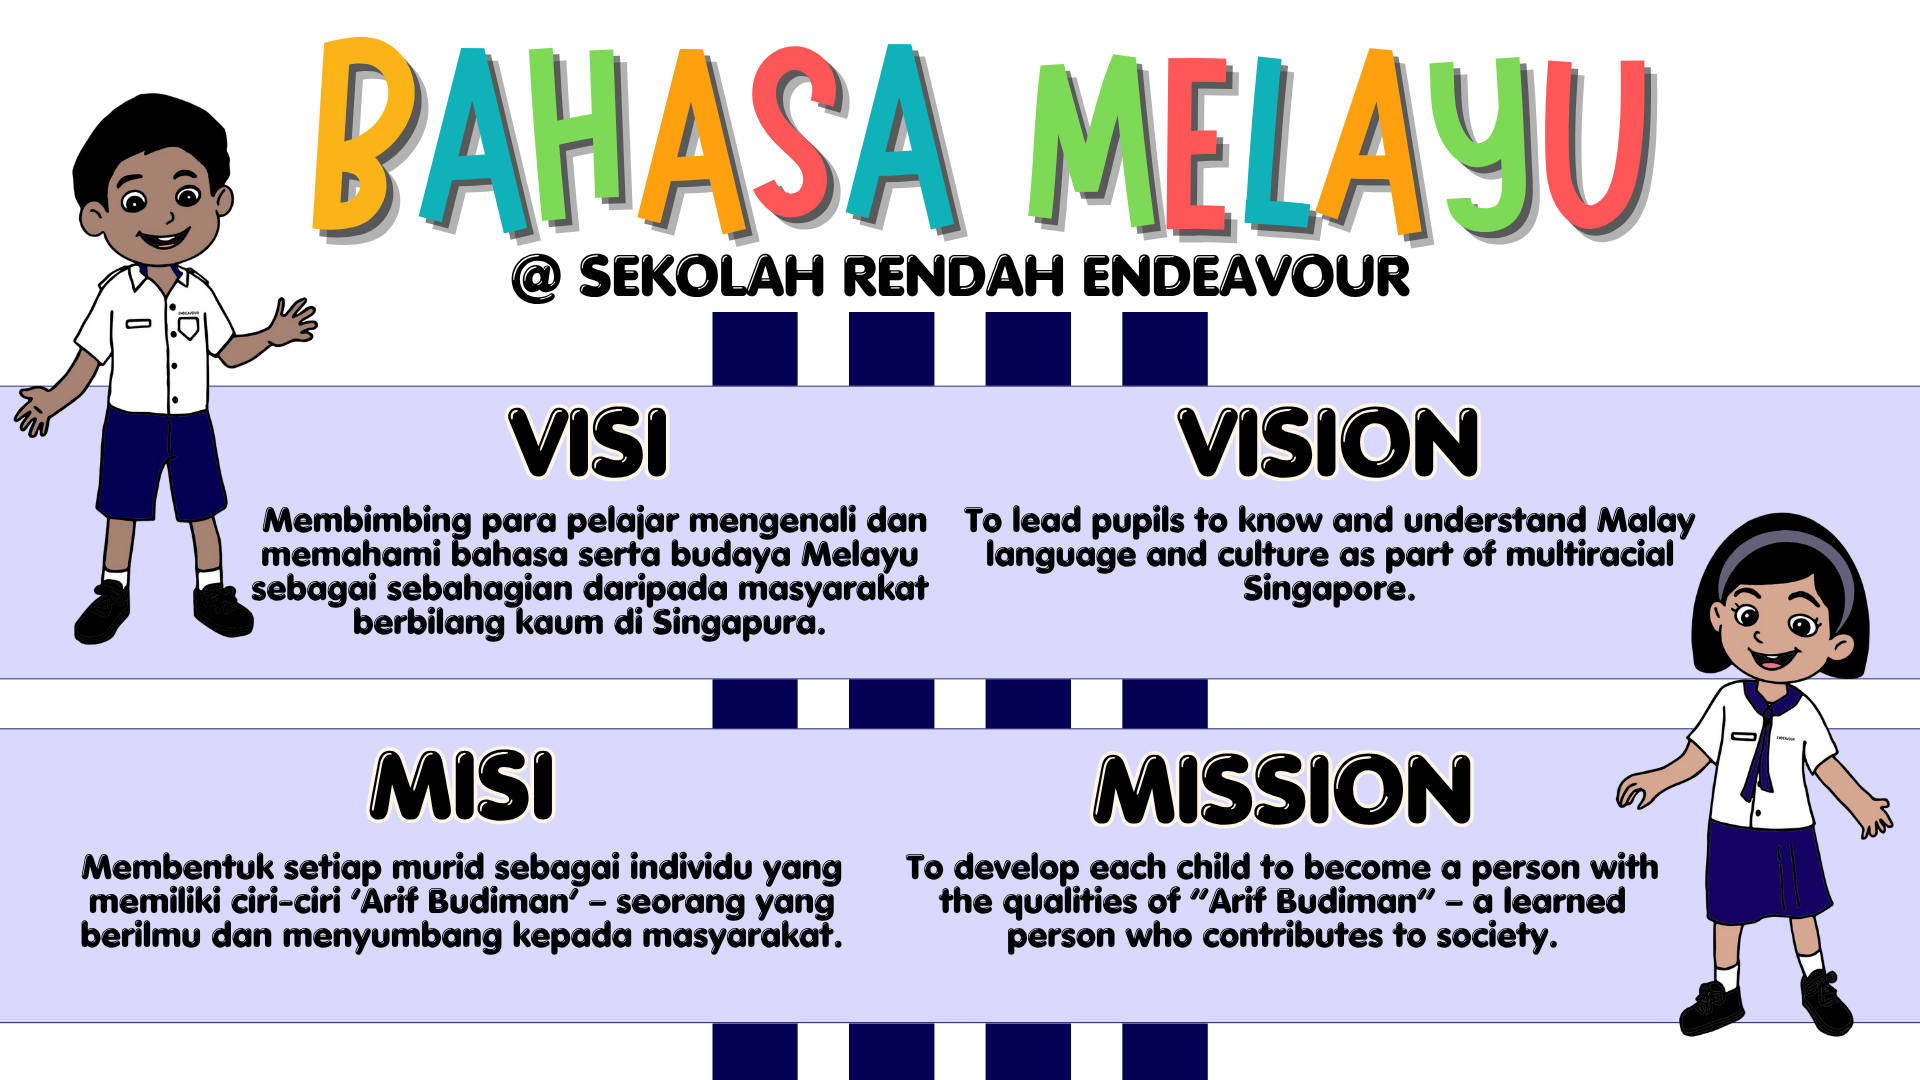 BAHASA MELAYU
@ SEKOLAH RENDAH ENDEAVOUR
VISI
Membimbing para pelajar mengenali dan
memahami bahasa serta budaya Melayu
sebagai sebahagian daripada masyarakat
berbilang kaum di Singapura.
VISION
To lead pupils to know and understand Malay
language and culture as part of multiracial
Singapore.
MISI
Membentuk setiap murid sebagai individu yang
memiliki ciri-ciri ‘Arif Budiman’ – seorang yang
berilmu dan menyumbang kepada masyarakat.
MISSION
To develop each child to become a person with
the qualities of “Arif Budiman” – a learned
person who contributes to society.
ENDEAVOUR
ENDEAVOUR